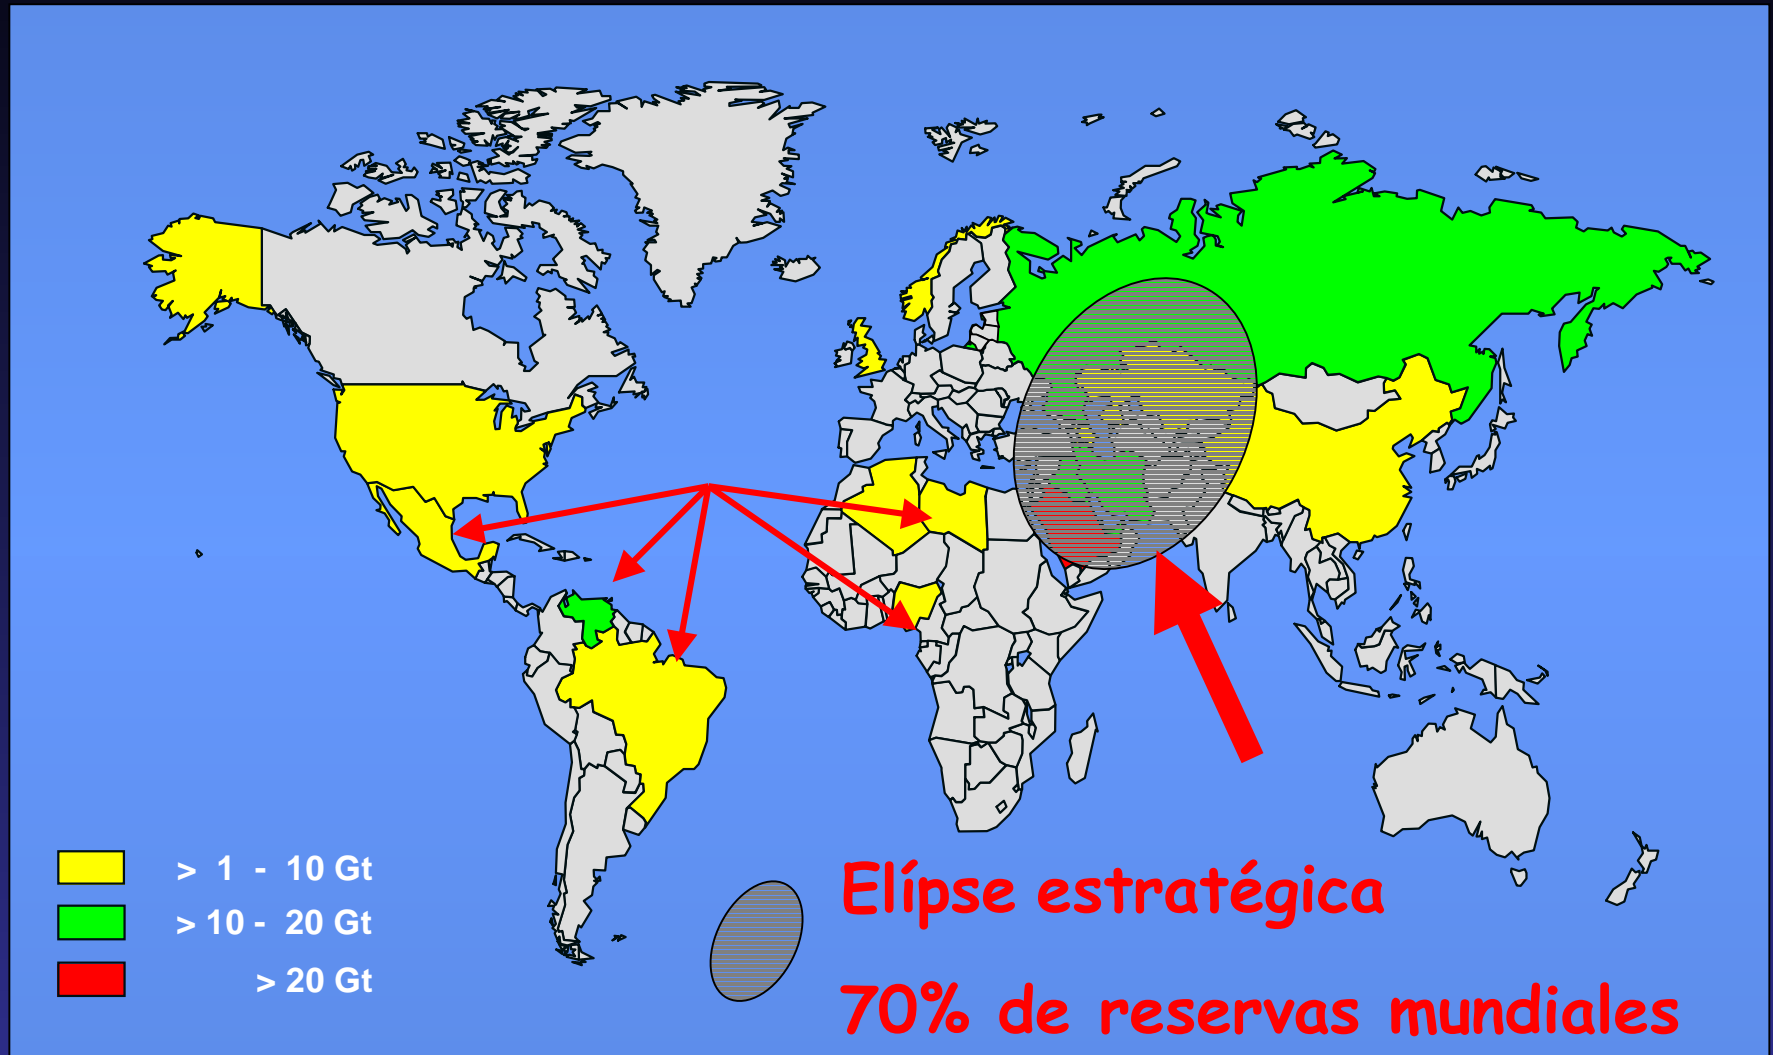 > 1 - 10 Gt
> 10 - 20 Gt
> 20 Gt
Elípse estratégica
70% de reservas mundiales